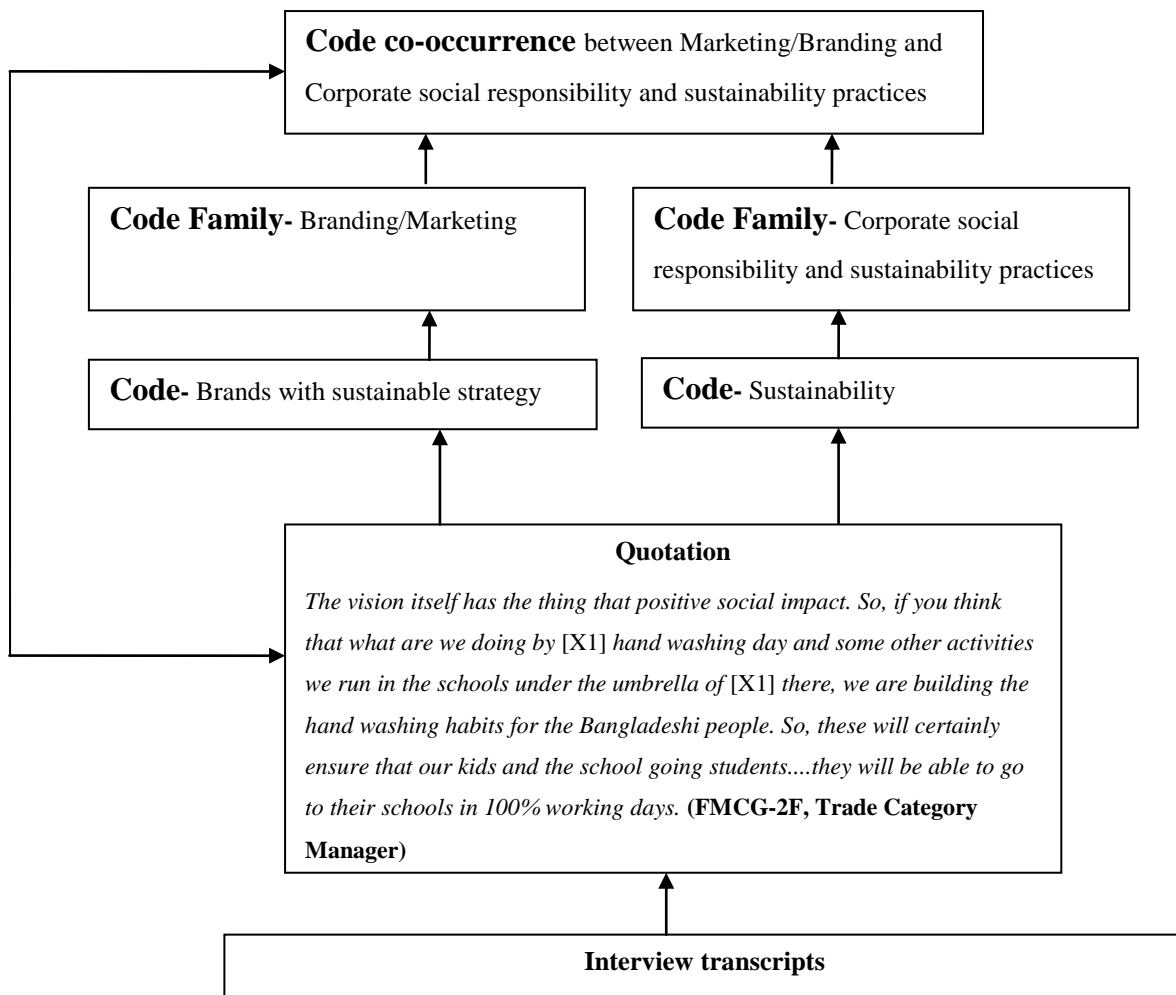 Code co-occurrence between Marketing/Branding and
Corporate social responsibility and sustainability practices
Code Family- Branding/Marketing
Code Family- Corporate social
responsibility and sustainability practices
Code- Brands with sustainable strategy
Code- Sustainability
Quotation
The vision itself has the thing that positive social impact. So, if you think
that what are we doing by [X1] hand washing day and some other activities
we run in the schools under the umbrella of [X1] there, we are building the
hand washing habits for the Bangladeshi people. So, these will certainly
ensure that our kids and the school going students....they will be able to go
to their schools in 100% working days. (FMCG-2F, Trade Category
Manager)
Interview transcripts